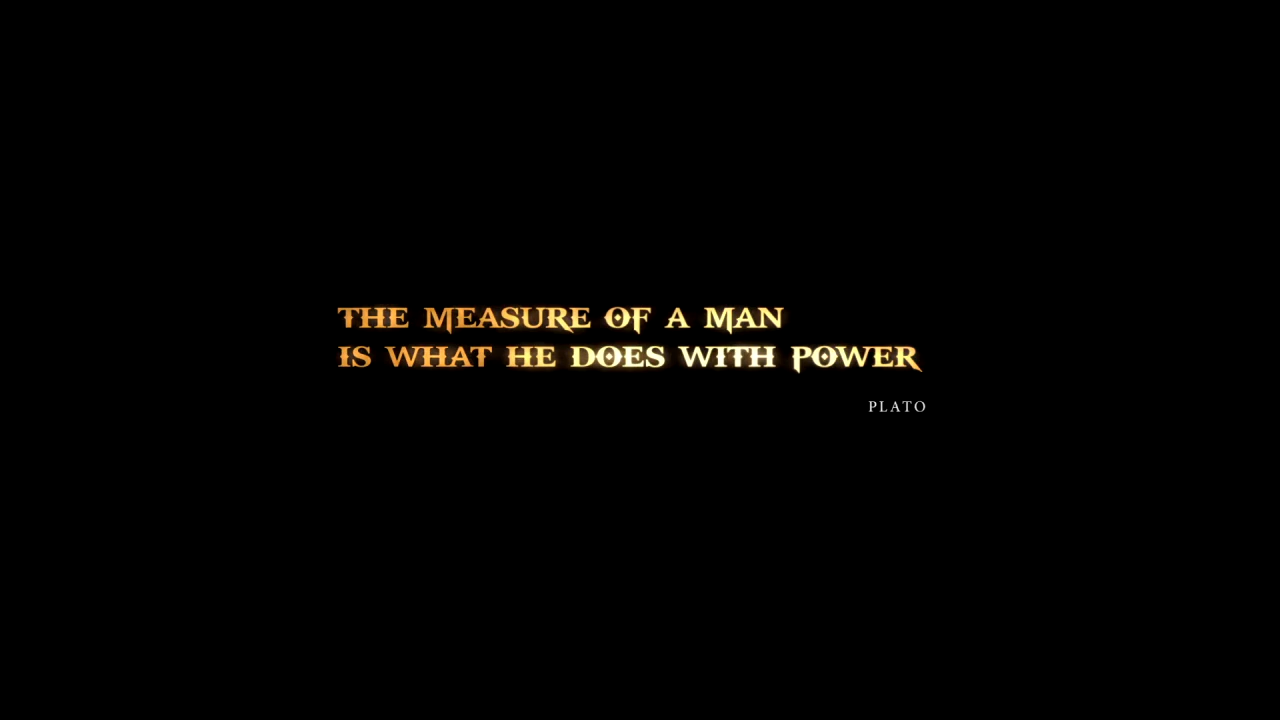 THE MEASURE OF A MAN
IS WHAT HE DOES WITH POWER
PLATO